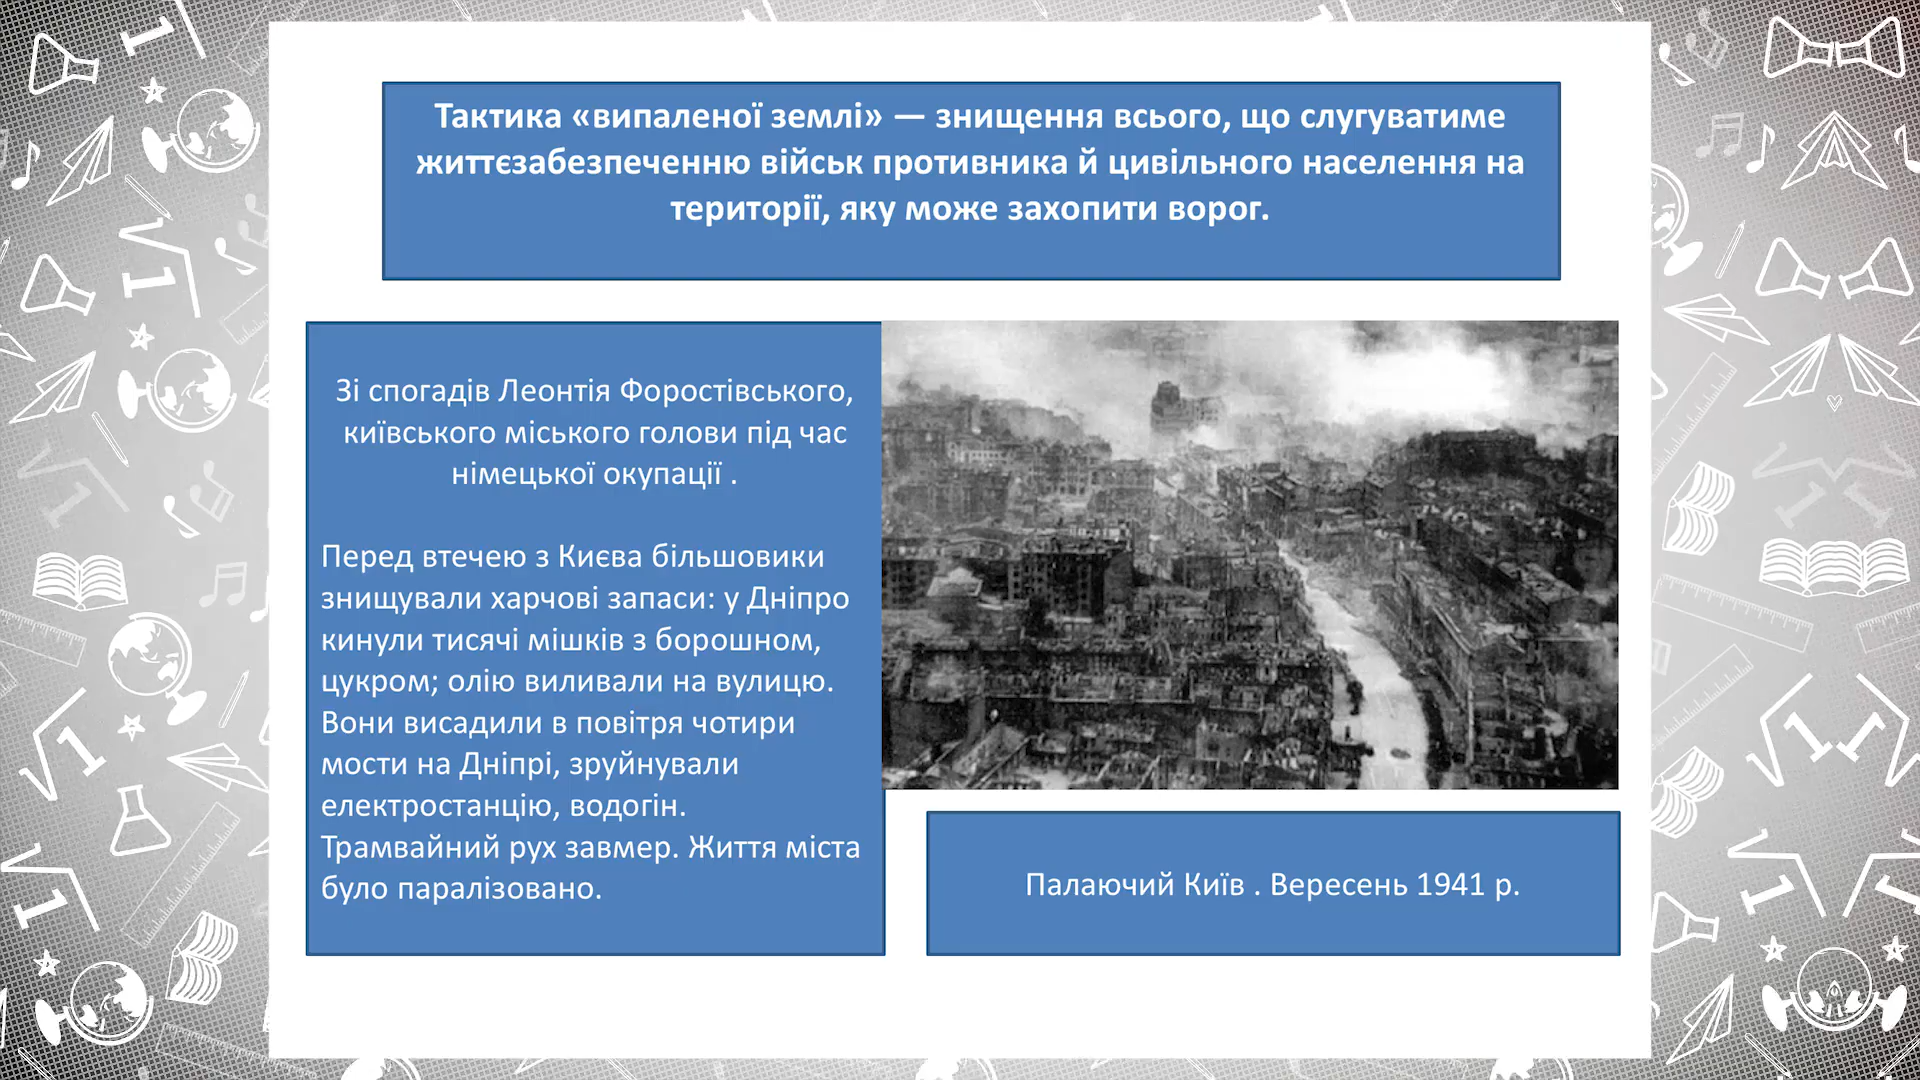 Тактика «випаленої землі» — знищення всього, що слугуватиме
життєзабезпеченню військ противника й цивільного населення на
території, яку може захопити ворог.
Зі спогадів Леонтія Форостівського,
київського міського голови під час
німецької окупації .
Перед втечею з Києва більшовики
знищували харчові запаси: у Дніпро
кинули тисячі мішків з борошном,
цукром; олію виливали на вулицю.
Вони висадили в повітря чотири
мости на Дніпрі, зруйнували
електростанцію, водогін.
Трамвайний рух завмер. Життя міста
було паралізовано.
Палаючий Київ . Вересень 1941 р.